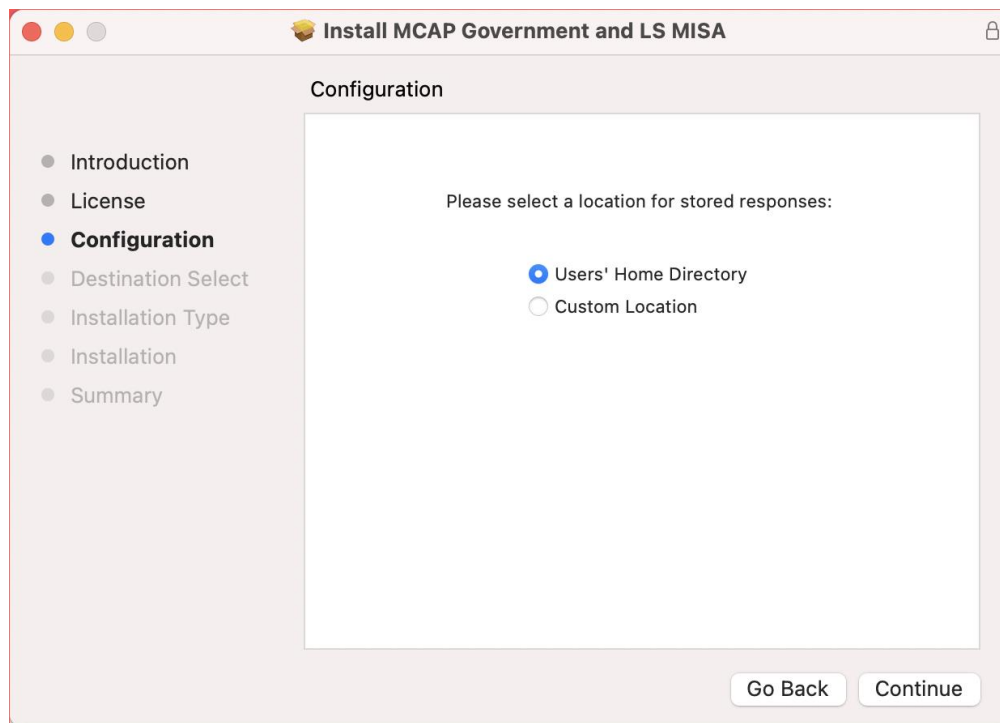 Install MCAP Government and LS MISA
Configuration
Introduction
License
Configuration
Destination Select
Installation Type
Installation
Summary
Please select a location for stored responses:
Users' Home Directory
Custom Location
Go Back
Continue